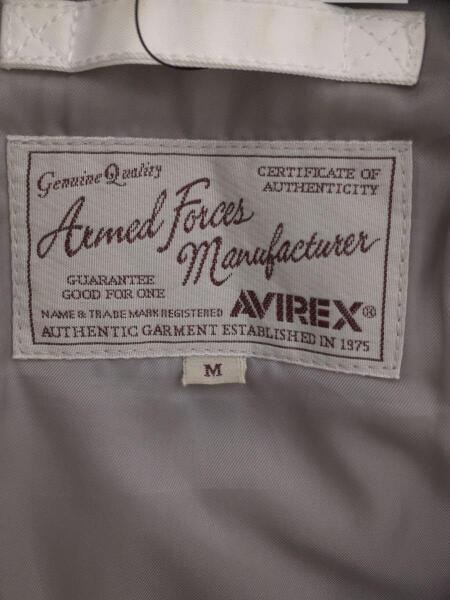 Genuine Quality
CERTIFICATE OF
AUTHENTICITY
Armed Forces
Manufacturer
GUARANTEE
GOOD FOR ONE
NAME & TRADE MARK REGISTERED
AVIREX®
AUTHENTIC GARMENT ESTABLISHED IN 1975
M